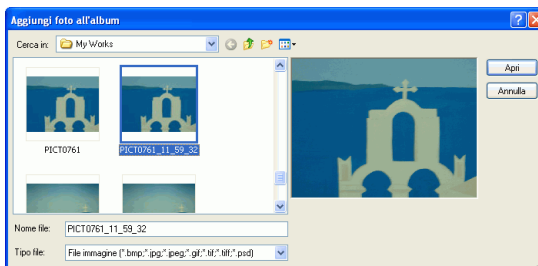 Aggiungi foto all'album
Cerca in: My Works
Apri
Annulla
PICT0761 PICT0761_11_59_32
Nome file: PICT0761_11_59_32
Tipo file: File immagine (*.bmp;*.jpg;*.jpeg;*.gif;*.tif;*.tiff;*.psd)